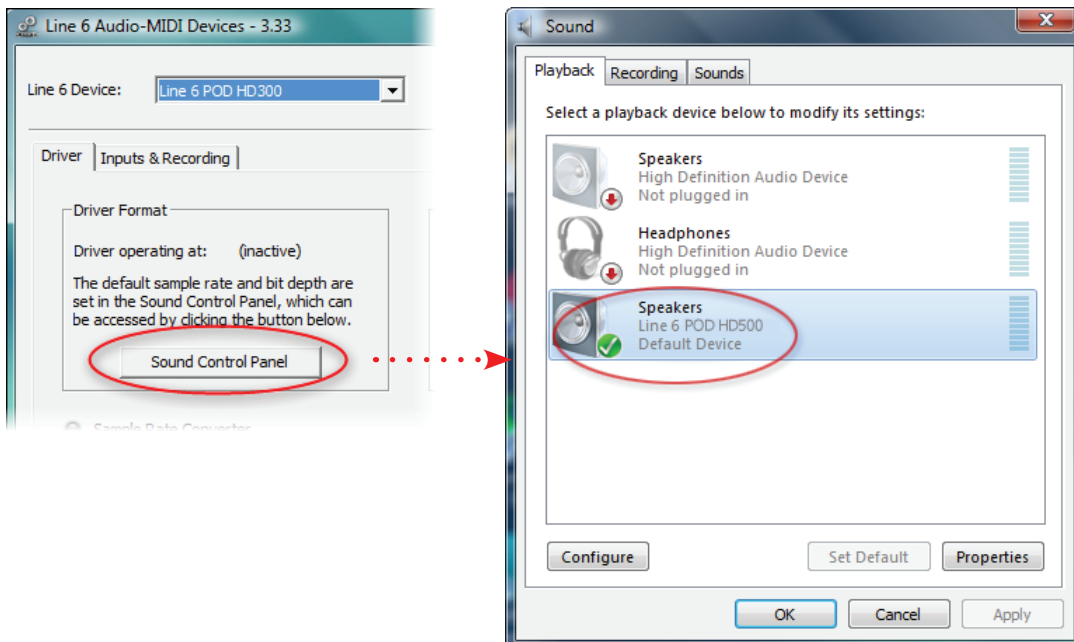 Line 6 Audio-MIDI Devices - 3.33
Line 6 Device:
Line 6 POD HD300
Driver
Inputs & Recording
Driver Format
Driver operating at: (inactive)
The default sample rate and bit depth are
set in the Sound Control Panel, which can
be accessed by clicking the button below.
Sound Control Panel
Sample Rate Converter
Sound
Playback
Recording
Sounds
Select a playback device below to modify its settings:
Speakers
High Definition Audio Device
Not plugged in
Headphones
High Definition Audio Device
Not plugged in
Speakers
Line 6 POD HD500
Default Device
Configure
Set Default
Properties
OK
Cancel
Apply